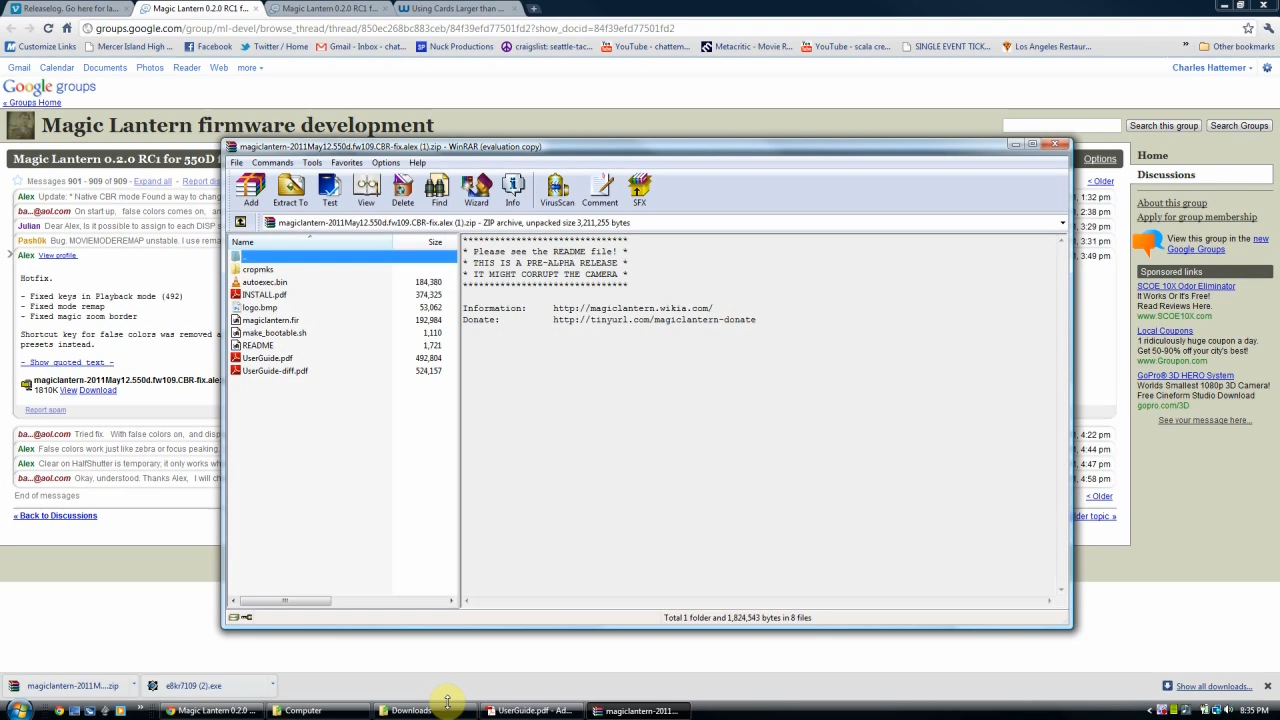 Releaselog. Be here for la
Magic Lantern 0.2.0 RC1 f
Magic Lantern 0.2.0 RC1 f
Using Cards Larger than
groups.google.com/group/ml-devel/browse_thread/thread/850ec268bc883ceb/84f39efd77501fd2?show_docid=84f39efd77501fd2
Customize Links
Mercer Island High ...
Facebook
Twitter / Home
Gmail - Inbox - chat...
Nuck Productions
craigslist: seattle-tac...
YouTube - chattem...
Metacritic - Movie R...
YouTube - scala cre...
SINGLE EVENT TICK...
Los Angeles Restaur...
Other bookmarks
Gmail Calendar Documents Photos Reader Web more
Charles Hattemer
Google groups
« Groups Home
Magic Lantern firmware development
Search this group
Search Groups
Magic Lantern 0.2.0 RC1 for 550D f
Options
Messages 901 - 909 of 909 - Expand all - Report dis
< Older
Alex Update: * Native CBR mode Found a way to chang
1:32 pm
ba...@aol.com On start up, false colors comes on, an
2:38 pm
Julian Dear Alex, Is it possible to assign to each DISP s
3:29 pm
Pash0k Bug. MOVIEMODEREMAP unstable. I use rema
3:31 pm
Alex View profile
3:49 pm
Hotfix.
- Fixed keys in Playback mode (492)
- Fixed mode remap
- Fixed magic zoom border
Shortcut key for false colors was removed a
presets instead.
- Show quoted text -
magiclantern-2011May12.550d.fw109.CBR-fix.alex
1810K View Download
Report spam
ba...@aol.com Tried fix. With false colors on, and disp
4:22 pm
Alex False colors work just like zebra or focus peaking.
4:44 pm
Alex Clear on HalfShutter is temporary, it only works wh
4:47 pm
ba...@aol.com Okay, understood. Thanks Alex, I will ch
4:58 pm
End of messages
< Older
« Back to Discussions
lder topic »
magiclantern-2011May12.550d.fw109.CBR-fix.alex (1).zip - WinRAR (evaluation copy)
File Commands Tools Favorites Options Help
Add Extract To Test View Delete Find Wizard Info VirusScan Comment SFX
magiclantern-2011May12.550d.fw109.CBR-fix.alex (1).zip - ZIP archive, unpacked size 3,211,255 bytes
Name Size
..
cropmks
autoexec.bin 184,380
INSTALL.pdf 374,325
logo.bmp 53,062
magiclantern.fir 192,984
make_bootable.sh 1,110
README 1,721
UserGuide.pdf 492,804
UserGuide-diff.pdf 524,157
*******************************
* Please see the README file! *
* THIS IS A PRE-ALPHA RELEASE *
* IT MIGHT CORRUPT THE CAMERA *
*******************************
Information: http://magiclantern.wikia.com/
Donate: http://tinyurl.com/magiclantern-donate
Total 1 folder and 1,824,543 bytes in 8 files
Home
Discussions
About this group
Apply for group membership
View this group in the new
Google Groups
Sponsored links
SCOE 10X Odor Eliminator
It Works Or It's Free!
Read Reviews Here.
www.SCOE10X.com
Local Coupons
1 ridiculously huge coupon a day.
Get 50-90% off your city's best!
www.Groupon.com
GoPro® 3D HERO System
Worlds Smallest 1080p 3D Camera!
Free Cineform Studio Download
gopro.com/3D
See your message here...
magiclantern-2011M....zip
e8kr7109 (2).exe
Show all downloads...
Magic Lantern 0.2.0 ...
Computer
Downloads
UserGuide.pdf - Ad...
magiclantern-2011...
8:35 PM